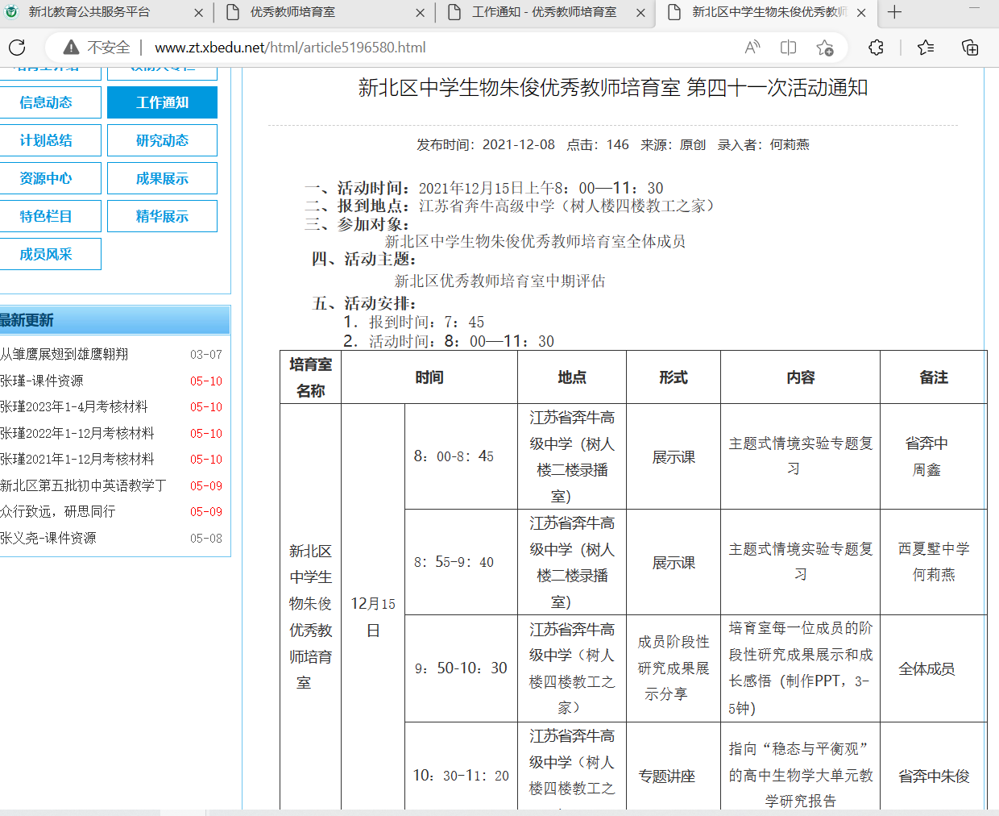 新北教育公共服务平台
优秀教师培育室
工作通知 - 优秀教师培育室
新北区中学生物朱俊优秀教师
不安全
www.zt.xbedu.net/html/article5196580.html
信息动态
工作通知
计划总结
研究动态
资源中心
成果展示
特色栏目
精华展示
成员风采
最新更新
从雏鹰展翅到雄鹰翱翔 03-07
张瑾-课件资源 05-10
张瑾2023年1-4月考核材料 05-10
张瑾2022年1-12月考核材料 05-10
张瑾2021年1-12月考核材料 05-10
新北区第五批初中英语教学丁 05-09
众行致远，研思同行 05-09
张义尧-课件资源 05-08
新北区中学生物朱俊优秀教师培育室 第四十一次活动通知
发布时间：2021-12-08 点击：146 来源：原创 录入者：何莉燕
一、活动时间：2021年12月15日上午8：00—11：30
二、报到地点：江苏省奔牛高级中学（树人楼四楼教工之家）
三、参加对象：
新北区中学生物朱俊优秀教师培育室全体成员
四、活动主题：
新北区优秀教师培育室中期评估
五、活动安排：
1．报到时间：7：45
2．活动时间：8：00—11：30
培育室
名称
时间
地点
形式
内容
备注
新北区
中学生
物朱俊
优秀教
师培育
室
12月15
日
8：00-8：45
江苏省奔牛高
级中学（树人
楼二楼录播
室）
展示课
主题式情境实验专题复
习
省奔中
周鑫
8：55-9：40
江苏省奔牛高
级中学（树人
楼二楼录播
室）
展示课
主题式情境实验专题复
习
西夏墅中学
何莉燕
9：50-10：30
江苏省奔牛高
级中学（树人
楼四楼教工之
家）
成员阶段性
研究成果展
示分享
培育室每一位成员的阶
段性研究成果展示和成
长感悟（制作PPT，3-
5钟）
全体成员
10：30-11：20
江苏省奔牛高
级中学（树人
楼四楼教工之
专题讲座
指向“稳态与平衡观”
的高中生物学大单元教
学研究报告
省奔中朱俊